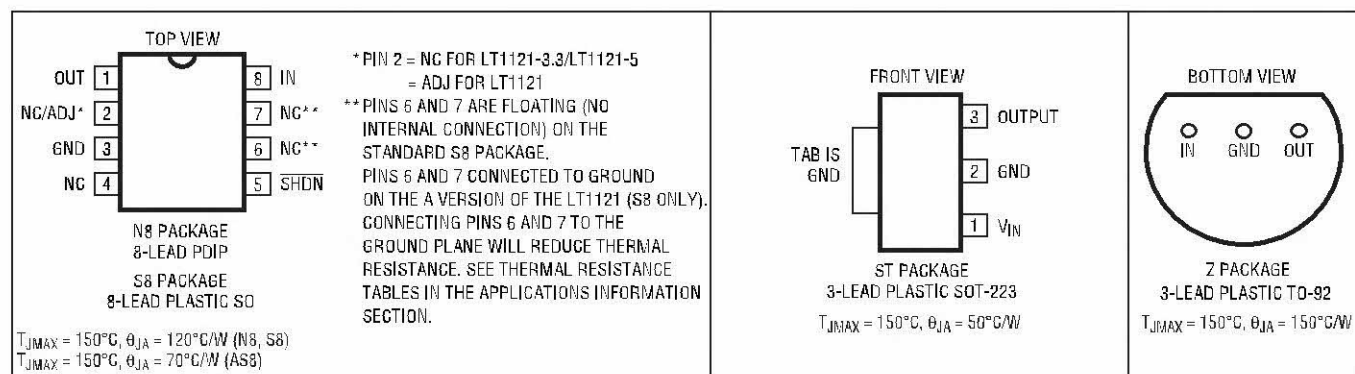 TOP VIEW
OUT 1
NC/ADJ* 2
GND 3
NC 4
8 IN
7 NC**
6 NC**
5 SHDN
N8 PACKAGE
8-LEAD PDIP
S8 PACKAGE
8-LEAD PLASTIC SO
TJMAX = 150°C, θJA = 120°C/W (N8, S8)
TJMAX = 150°C, θJA = 70°C/W (AS8)
*PIN 2 = NC FOR LT1121-3.3/LT1121-5
= ADJ FOR LT1121
**PINS 6 AND 7 ARE FLOATING (NO
INTERNAL CONNECTION) ON THE
STANDARD S8 PACKAGE.
PINS 6 AND 7 CONNECTED TO GROUND
ON THE A VERSION OF THE LT1121 (S8 ONLY).
CONNECTING PINS 6 AND 7 TO THE
GROUND PLANE WILL REDUCE THERMAL
RESISTANCE. SEE THERMAL RESISTANCE
TABLES IN THE APPLICATIONS INFORMATION
SECTION.
FRONT VIEW
TAB IS
GND
3 OUTPUT
2 GND
1 VIN
ST PACKAGE
3-LEAD PLASTIC SOT-223
TJMAX = 150°C, θJA = 50°C/W
BOTTOM VIEW
IN GND OUT
Z PACKAGE
3-LEAD PLASTIC TO-92
TJMAX = 150°C, θJA = 150°C/W